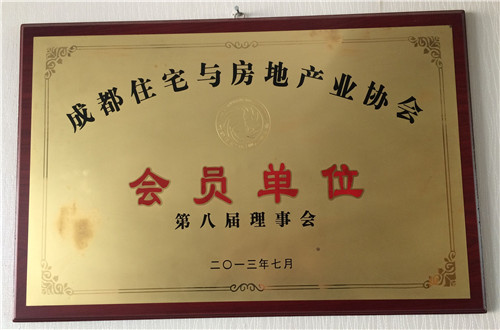 成都住宅与房地产业协会
会员单位
第八届理事会
二〇一三年七月